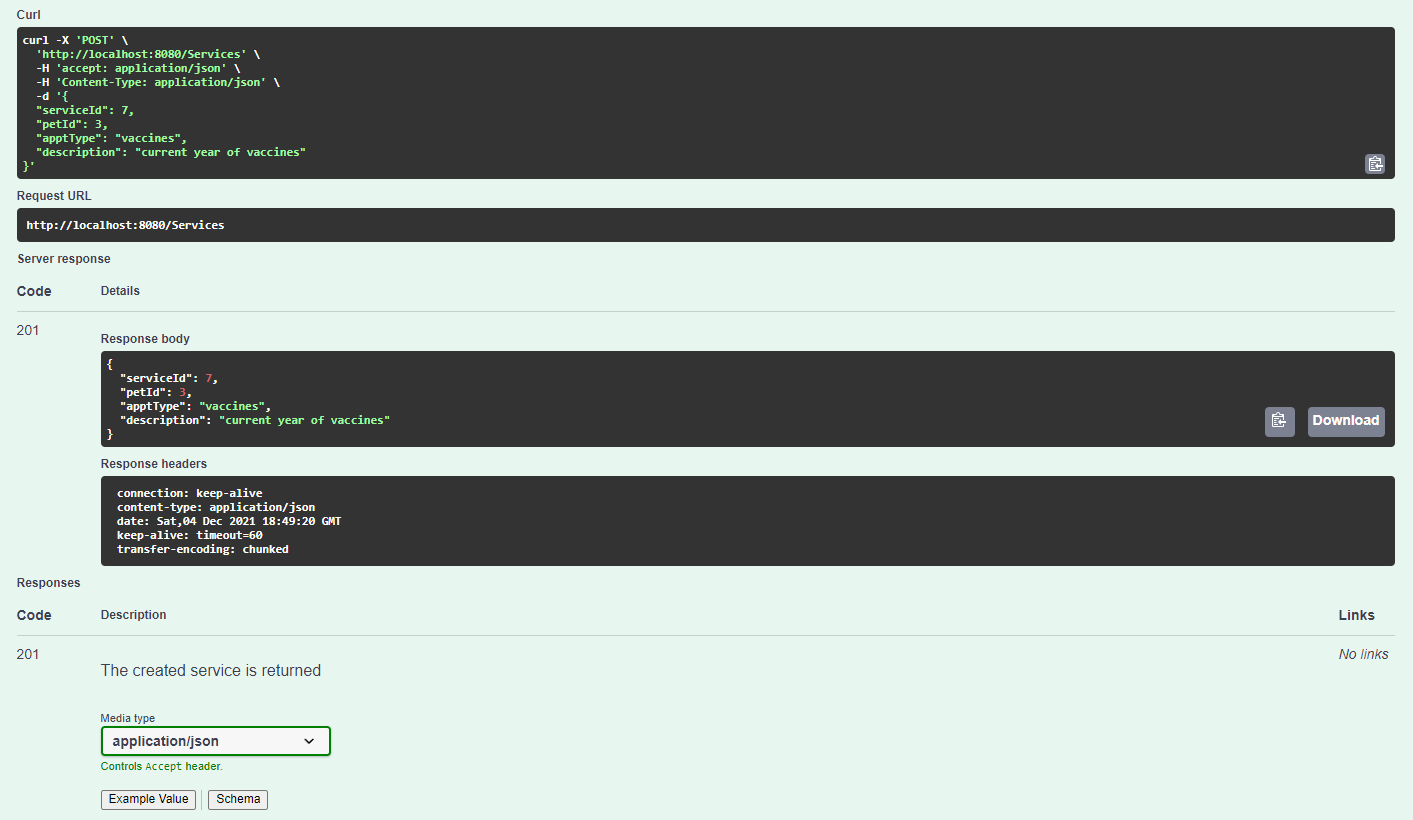 Curl
curl -X 'POST' \
  'http://localhost:8080/Services' \
  -H 'accept: application/json' \
  -H 'Content-Type: application/json' \
  -d '{
  "serviceId": 7,
  "petId": 3,
  "apptType": "vaccines",
  "description": "current year of vaccines"
}'
Request URL
http://localhost:8080/Services
Server response
Code Details
201
Response body
{
  "serviceId": 7,
  "petId": 3,
  "apptType": "vaccines",
  "description": "current year of vaccines"
}
Download
Response headers
connection: keep-alive
content-type: application/json
date: Sat,04 Dec 2021 18:49:20 GMT
keep-alive: timeout=60
transfer-encoding: chunked
Responses
Code Description Links
201 No links
The created service is returned
Media type
application/json
Controls Accept header.
Example Value Schema